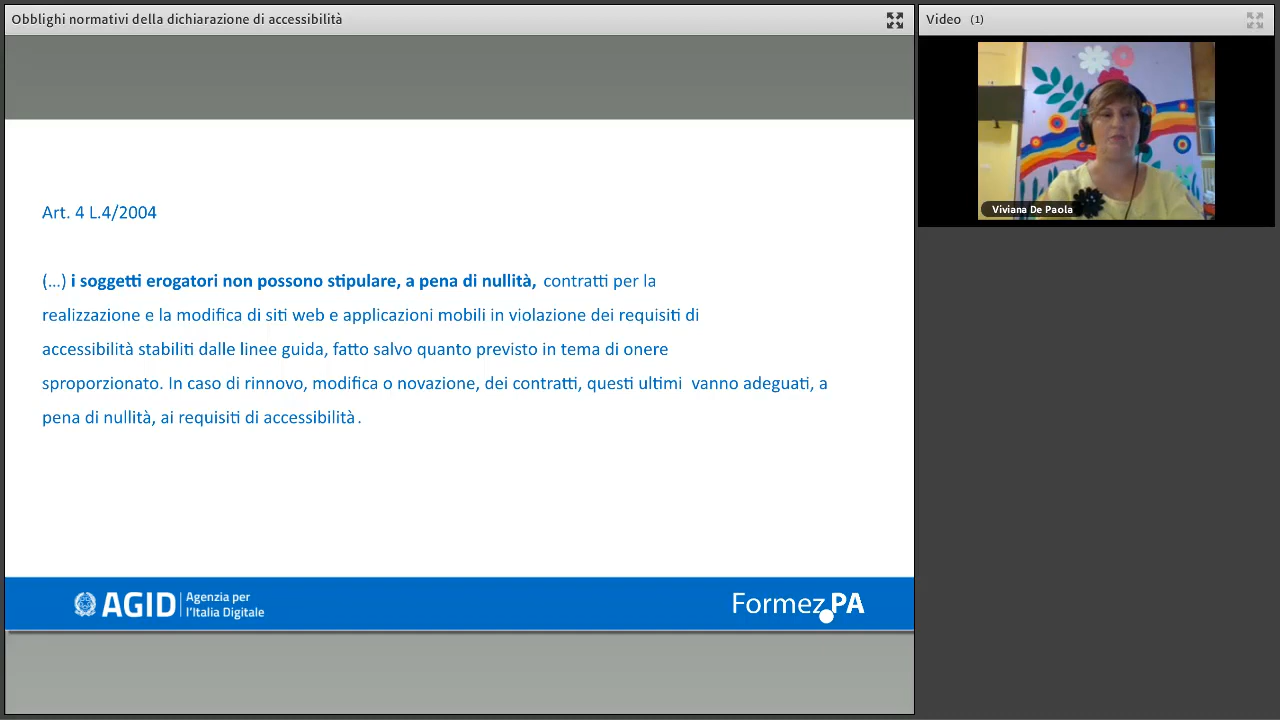 Obblighi normativi della dichiarazione di accessibilità
Video (1)
Viviana De Paola
Art. 4 L.4/2004
(...) i soggetti erogatori non possono stipulare, a pena di nullità, contratti per la
realizzazione e la modifica di siti web e applicazioni mobili in violazione dei requisiti di
accessibilità stabiliti dalle linee guida, fatto salvo quanto previsto in tema di onere
sproporzionato. In caso di rinnovo, modifica o novazione, dei contratti, questi ultimi vanno adeguati, a
pena di nullità, ai requisiti di accessibilità.
AGID Agenzia per
l'Italia Digitale
Formez.PA